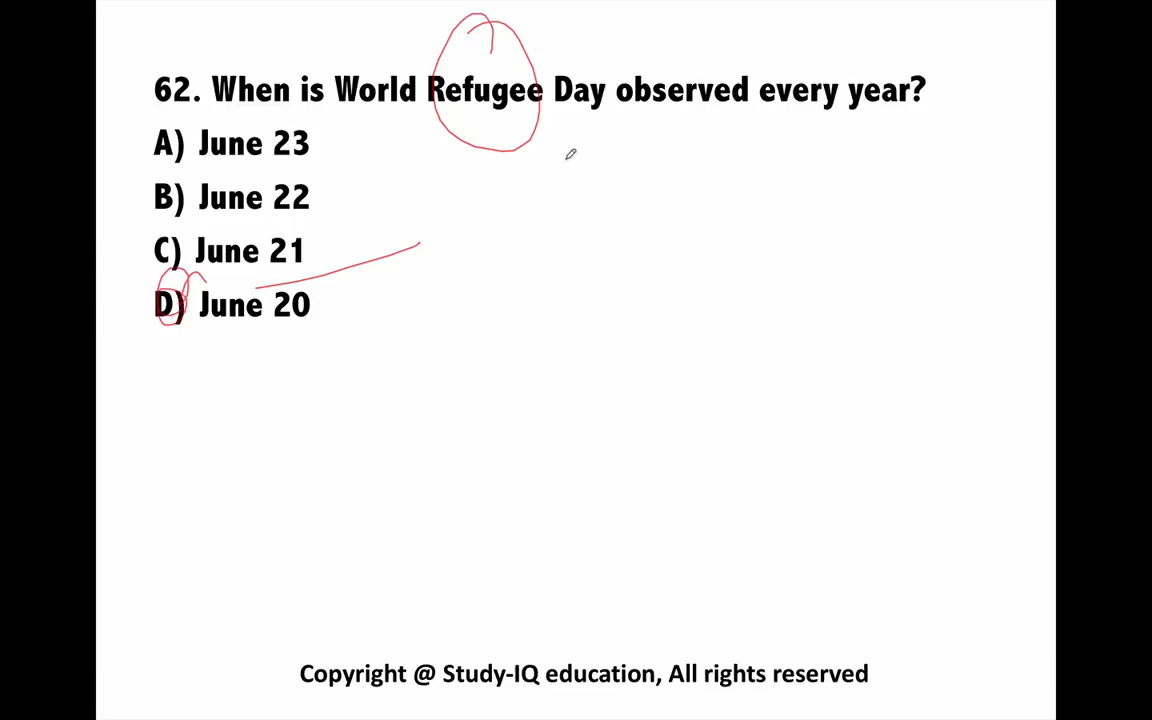 62. When is World Refugee Day observed every year?
A) June 23
B) June 22
C) June 21
D) June 20
Copyright @ Study-IQ education, All rights reserved